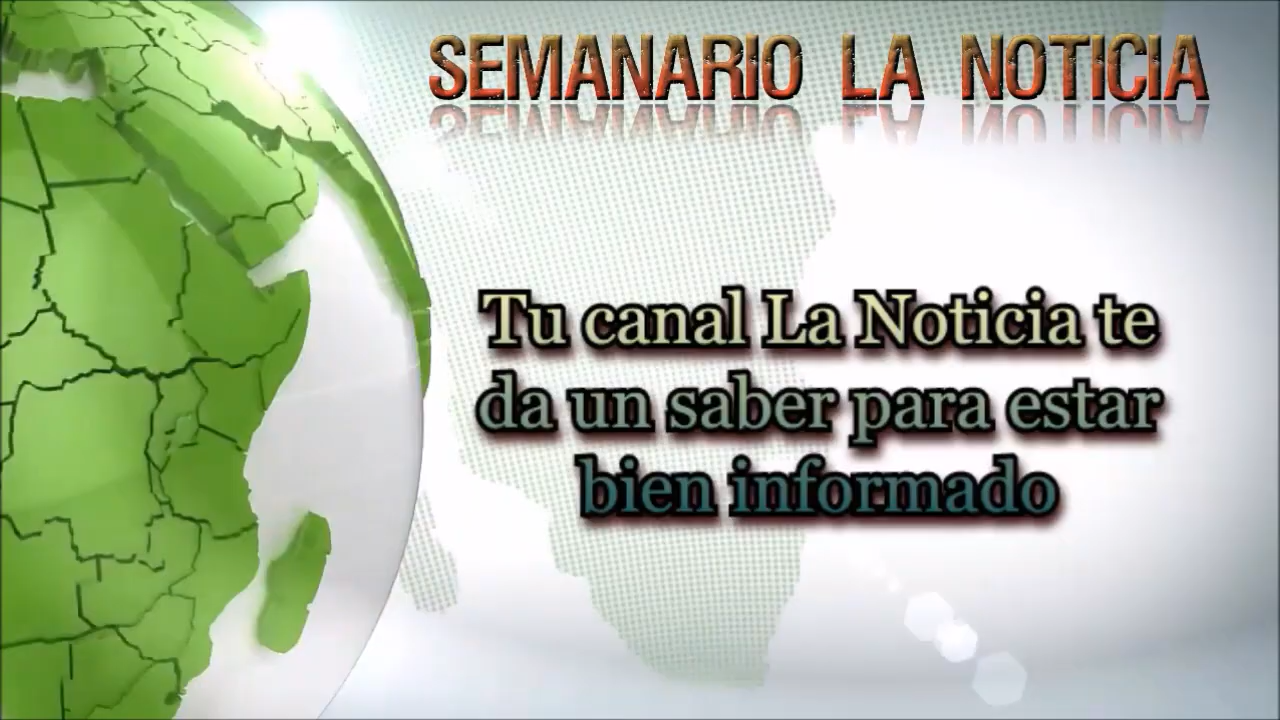 SEMANARIO LA NOTICIA
Tu canal La Noticia te
da un saber para estar
bien informado